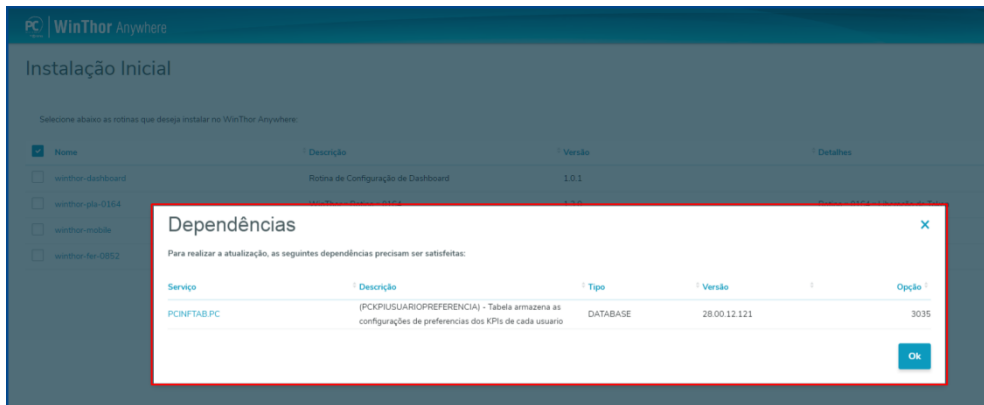 PC WinThor Anywhere
Instalação Inicial
Selecione abaixo as rotinas que deseja instalar no WinThor Anywhere:
Nome Descrição Versão Detalhes
winthor-dashboard Rotina de Configuração de Dashboard 1.0.1
winthor-pla-0164
winthor-mobile
winthor-fer-0852
Dependências ×
Para realizar a atualização, as seguintes dependências precisam ser satisfeitas:
Serviço Descrição Tipo Versão Opção
PCINFTAB.PC (PCKPIUSUARIOPREFERENCIA) - Tabela armazena as DATABASE 28.00.12.121 3035
configurações de preferencias dos KPIs de cada usuario
Ok